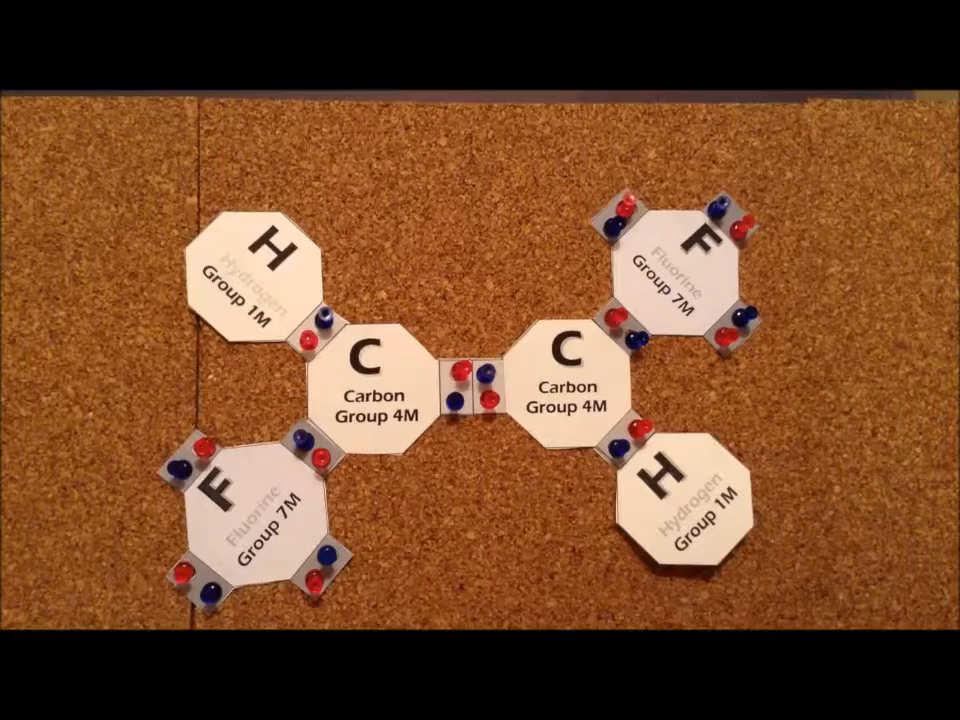 H
Hydrogen
Group 1M
C
Carbon
Group 4M
F
Fluorine
Group 7M
C
Carbon
Group 4M
F
Fluorine
Group 7M
H
Hydrogen
Group 1M